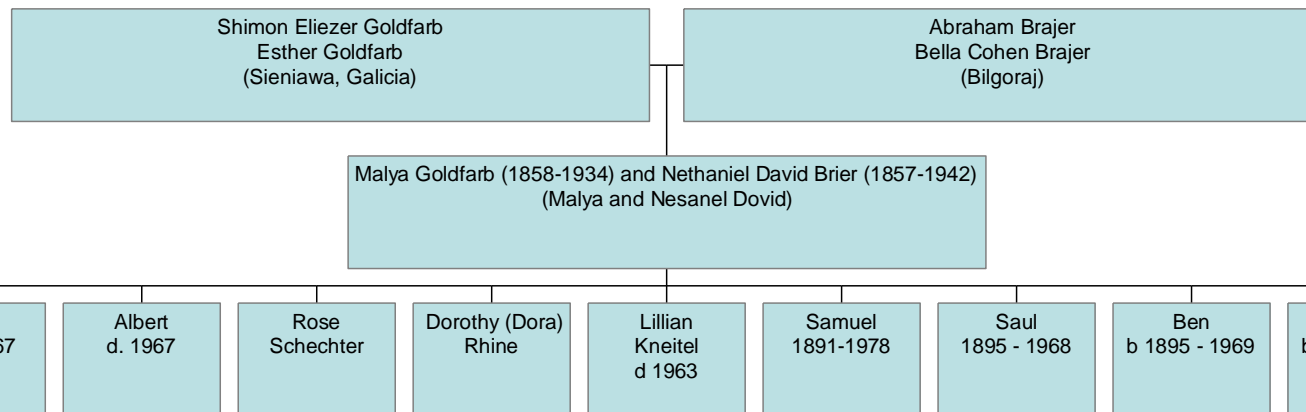 Shimon Eliezer Goldfarb
Esther Goldfarb
(Sieniawa, Galicia)
Abraham Brajer
Bella Cohen Brajer
(Bilgoraj)
Malya Goldfarb (1858-1934) and Nethaniel David Brier (1857-1942)
(Malya and Nesanel Dovid)
Albert
d. 1967
Rose
Schechter
Dorothy (Dora)
Rhine
Lillian
Kneitel
d 1963
Samuel
1891-1978
Saul
1895 - 1968
Ben
b 1895 - 1969